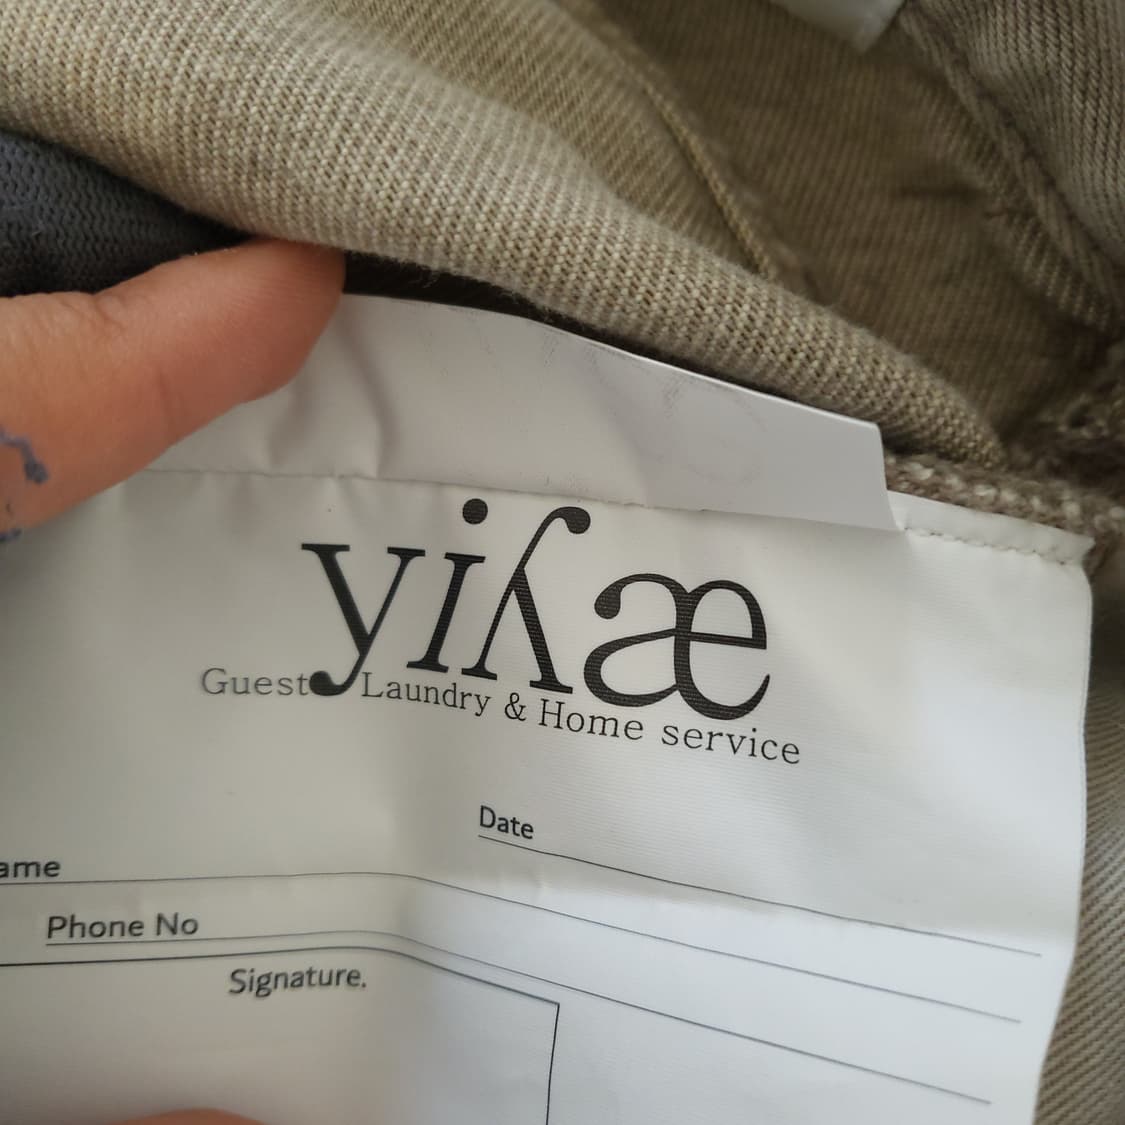 yiʎæ
Guest Laundry & Home service
Date
ame
Phone No
Signature.